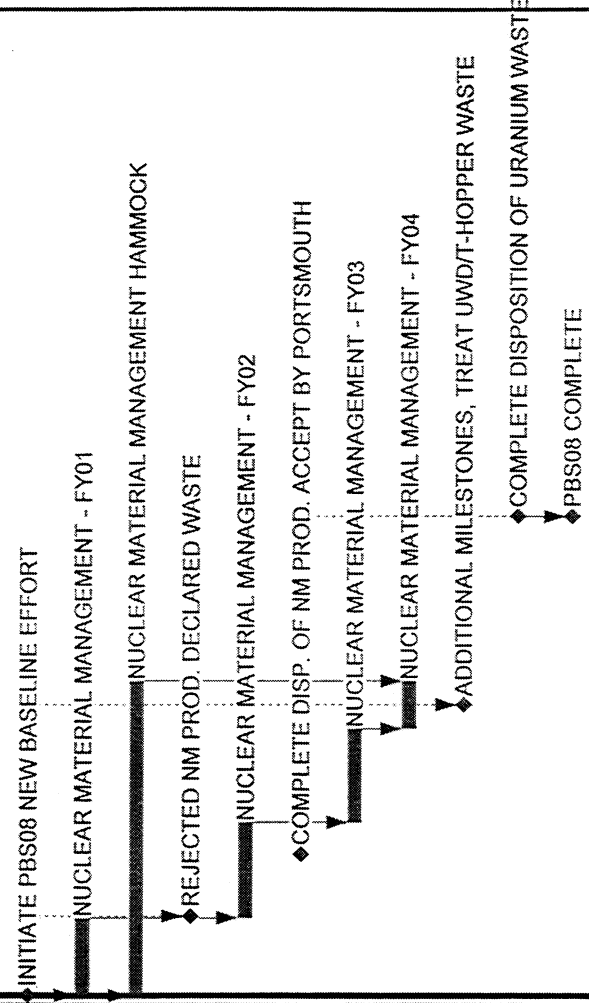 INITIATE PBS08 NEW BASELINE EFFORT
NUCLEAR MATERIAL MANAGEMENT - FY01
NUCLEAR MATERIAL MANAGEMENT HAMMOCK
REJECTED NM PROD. DECLARED WASTE
NUCLEAR MATERIAL MANAGEMENT - FY02
COMPLETE DISP. OF NM PROD. ACCEPT BY PORTSMOUTH
NUCLEAR MATERIAL MANAGEMENT - FY03
NUCLEAR MATERIAL MANAGEMENT - FY04
ADDITIONAL MILESTONES, TREAT UWD/T-HOPPER WASTE
COMPLETE DISPOSITION OF URANIUM WASTE
PBS08 COMPLETE